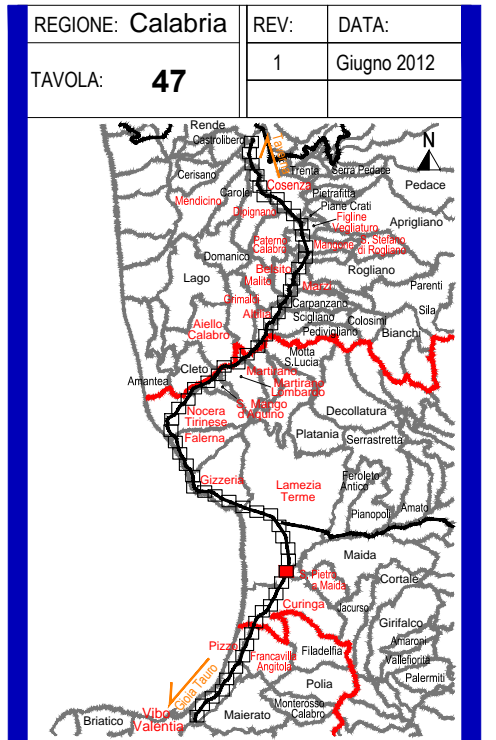 REGIONE: Calabria
REV:
DATA:
TAVOLA: 47
1
Giugno 2012
Rende
Castrolibero
N
Trenta
Serra Pedace
Cerisano
Cosenza
Pedace
Carolei
Pietrafitta
Mendicino
Piane Crati
Dipignano
Figline
Vegliaturo
Aprigliano
Paterno
Calabro
Mangone
S. Stefano
di Rogliano
Domanico
Belsito
Rogliano
Lago
Malito
Marzi
Parenti
Grimaldi
Carpanzano
Sila
Altilia
Scigliano
Colosimi
Aiello
Calabro
Pedivigliano
Bianchi
Motta
S.Lucia
Cleto
Martirano
Amantea
Martirano
Lombardo
S. Mango
d'Aquino
Nocera
Tirinese
Decollatura
Falerna
Platania
Serrastretta
Gizzeria
Lamezia
Terme
Feroleto
Antico
Pianopoli
Amato
Maida
S. Pietro
a Maida
Cortale
Curinga
Jacurso
Girifalco
Pizzo
Amaroni
Francavilla
Angitola
Filadelfia
Vallefiorita
Gioia Tauro
Polia
Palermiti
Monterosso
Calabro
Vibo
Valentia
Briatico
Maierato